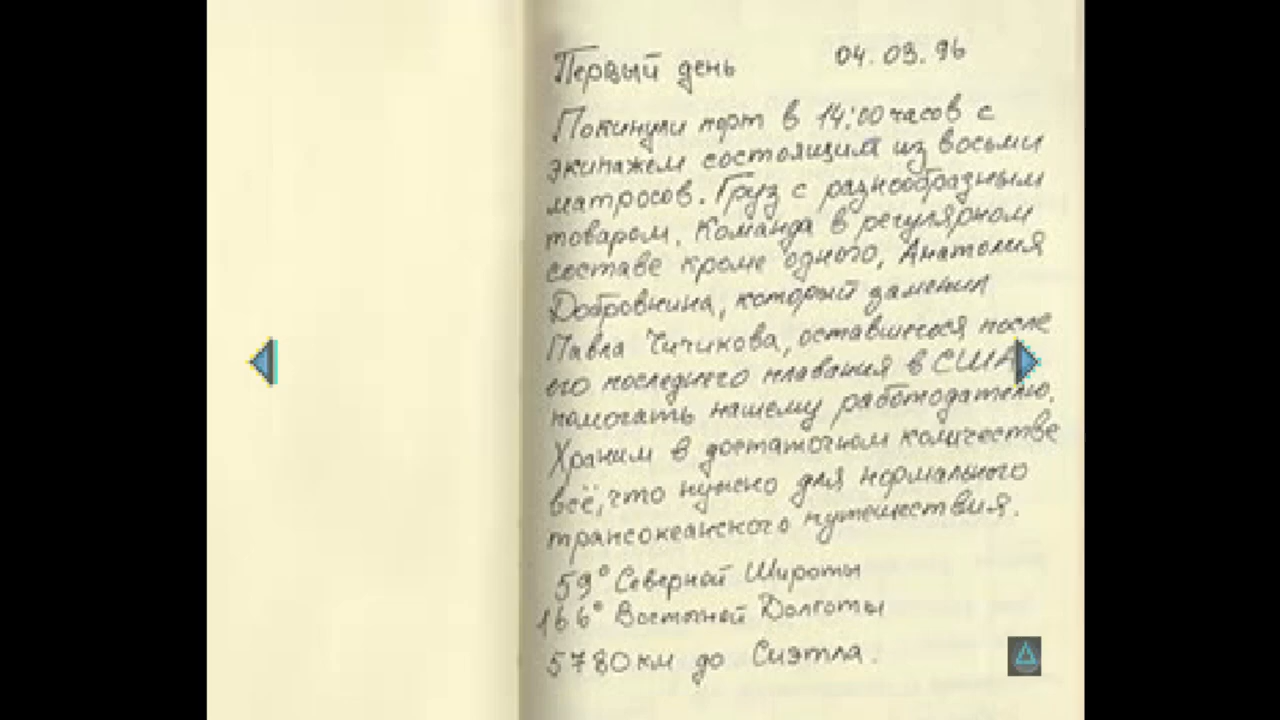 Первый день 04.03.96
Покинули порт в 14:00 часов с
экипажем состоящим из восьми
матросов. Груз с разнообразным
товаром. Команда в регулярном
составе кроме одного, Анатолия
Добровнина, который заменил
Павла Чичикова, оставшегося после
его последнего плавания в США
помогать нашему работодателю.
Храним в достаточном количестве
всё, что нужно для нормального
трансокеанского путешествия.
59° Северной Широты
166° Восточной Долготы
5780 км до Сиэтла.